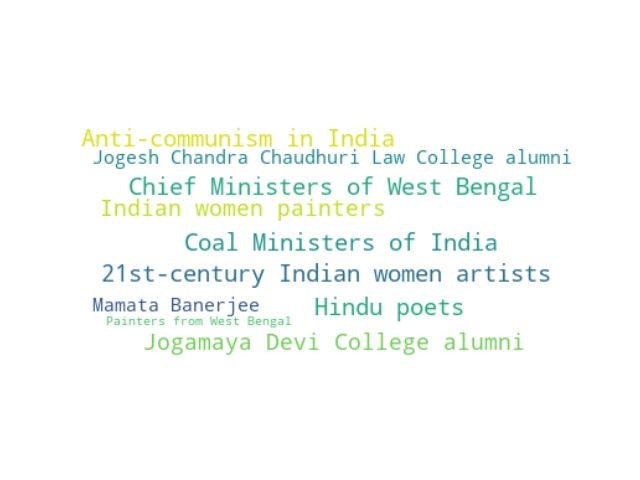 Anti-communism in India
Jogesh Chandra Chaudhuri Law College alumni
Chief Ministers of West Bengal
Indian women painters
Coal Ministers of India
21st-century Indian women artists
Mamata Banerjee Hindu poets
Painters from West Bengal
Jogamaya Devi College alumni